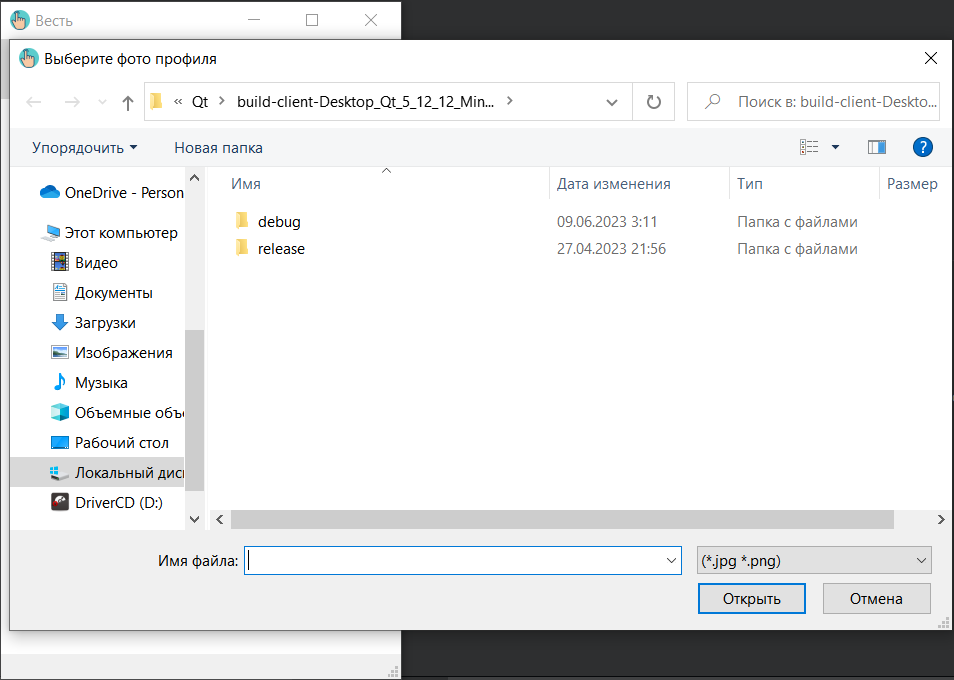 Весть
Выберите фото профиля
« Qt › build-client-Desktop_Qt_5_12_12_Min... ›
Поиск в: build-client-Deskto...
Упорядочить
Новая папка
?
Имя
Дата изменения
Тип
Размер
OneDrive - Person
Этот компьютер
Видео
Документы
Загрузки
Изображения
Музыка
Объемные объе
Рабочий стол
Локальный диск
DriverCD (D:)
debug
09.06.2023 3:11
Папка с файлами
release
27.04.2023 21:56
Папка с файлами
Имя файла:
(*.jpg *.png)
Открыть
Отмена